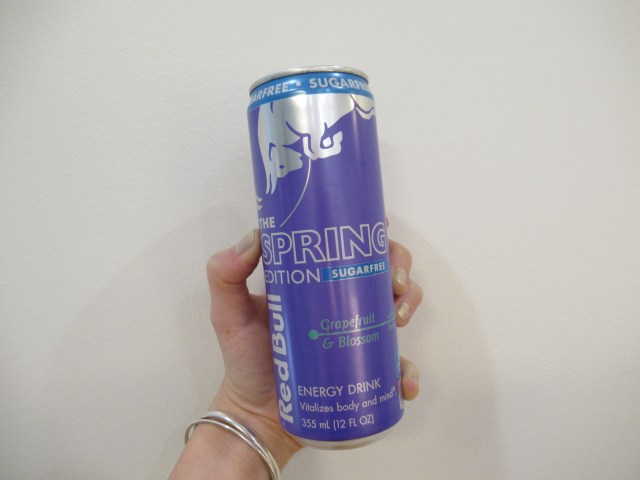 SUGARFREE
THE
SPRING
EDITION SUGARFREE
Grapefruit
& Blossom
Red Bull
ENERGY DRINK
Vitalizes body and mind®
355 mL (12 FL OZ)